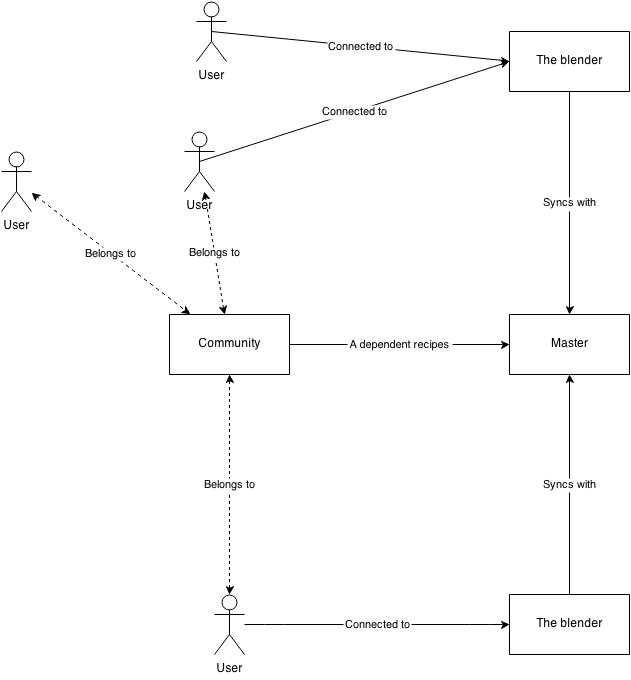 Connected to
The blender
User
Connected to
User
Syncs with
User
Belongs to
Belongs to
Community
A dependent recipes
Master
Belongs to
Syncs with
Connected to
The blender
User